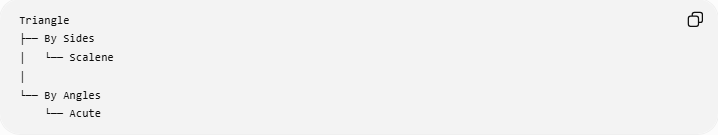 Triangle
├── By Sides
│   └── Scalene
│
└── By Angles
    └── Acute